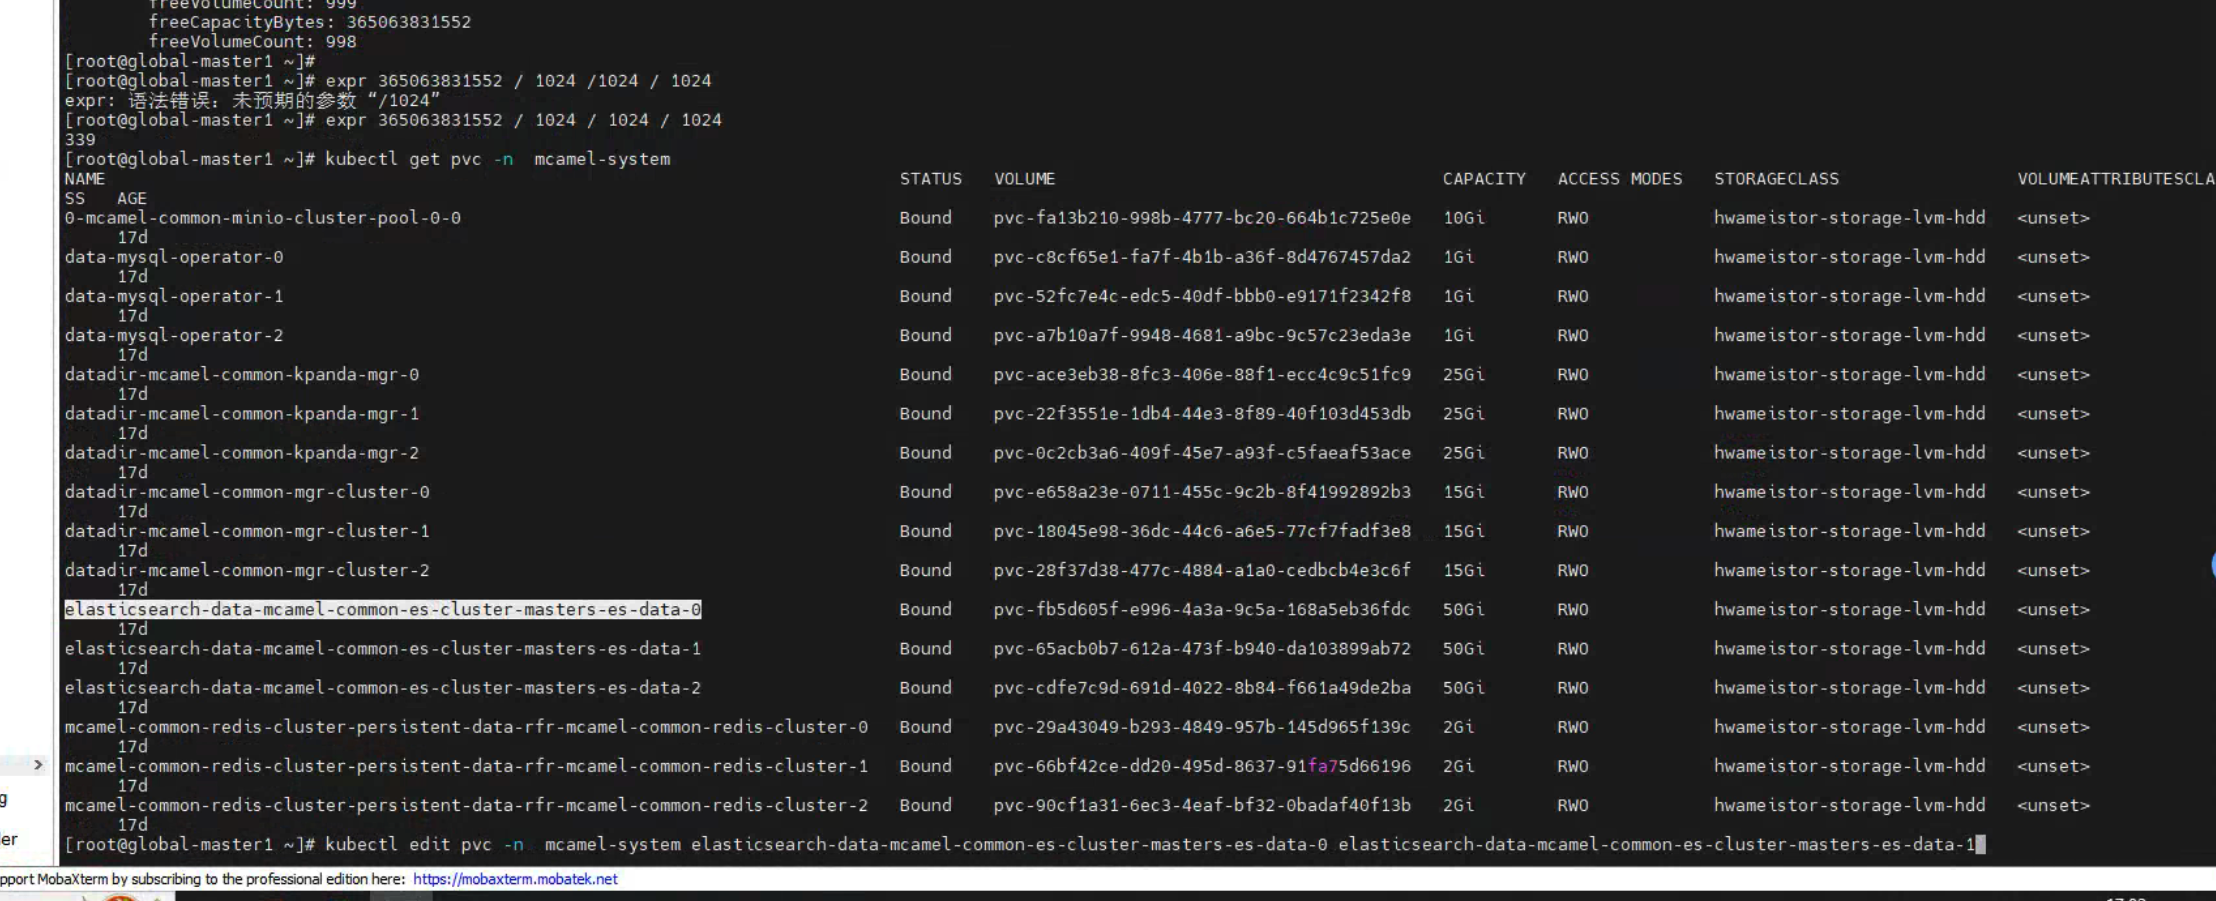 freeVolumeCount: 999
freeCapacityBytes: 365063831552
freeVolumeCount: 998
[root@global-master1 ~]#
[root@global-master1 ~]# expr 365063831552 / 1024 /1024 / 1024
expr: 语法错误：未预期的参数 “/1024”
[root@global-master1 ~]# expr 365063831552 / 1024 / 1024 / 1024
339
[root@global-master1 ~]# kubectl get pvc -n  mcamel-system
NAME STATUS VOLUME CAPACITY ACCESS MODES STORAGECLASS VOLUMEATTRIBUTESCLA
SS AGE
0-mcamel-common-minio-cluster-pool-0-0 Bound pvc-fa13b210-998b-4777-bc20-664b1c725e0e 10Gi RWO hwameistor-storage-lvm-hdd <unset>
17d
data-mysql-operator-0 Bound pvc-c8cf65e1-fa7f-4b1b-a36f-8d4767457da2 1Gi RWO hwameistor-storage-lvm-hdd <unset>
17d
data-mysql-operator-1 Bound pvc-52fc7e4c-edc5-40df-bbb0-e9171f2342f8 1Gi RWO hwameistor-storage-lvm-hdd <unset>
17d
data-mysql-operator-2 Bound pvc-a7b10a7f-9948-4681-a9bc-9c57c23eda3e 1Gi RWO hwameistor-storage-lvm-hdd <unset>
17d
datadir-mcamel-common-kpanda-mgr-0 Bound pvc-ace3eb38-8fc3-406e-88f1-ecc4c9c51fc9 25Gi RWO hwameistor-storage-lvm-hdd <unset>
17d
datadir-mcamel-common-kpanda-mgr-1 Bound pvc-22f3551e-1db4-44e3-8f89-40f103d453db 25Gi RWO hwameistor-storage-lvm-hdd <unset>
17d
datadir-mcamel-common-kpanda-mgr-2 Bound pvc-0c2cb3a6-409f-45e7-a93f-c5faeaf53ace 25Gi RWO hwameistor-storage-lvm-hdd <unset>
17d
datadir-mcamel-common-mgr-cluster-0 Bound pvc-e658a23e-0711-455c-9c2b-8f41992892b3 15Gi RWO hwameistor-storage-lvm-hdd <unset>
17d
datadir-mcamel-common-mgr-cluster-1 Bound pvc-18045e98-36dc-44c6-a6e5-77cf7fadf3e8 15Gi RWO hwameistor-storage-lvm-hdd <unset>
17d
datadir-mcamel-common-mgr-cluster-2 Bound pvc-28f37d38-477c-4884-a1a0-cedbcb4e3c6f 15Gi RWO hwameistor-storage-lvm-hdd <unset>
17d
elasticsearch-data-mcamel-common-es-cluster-masters-es-data-0 Bound pvc-fb5d605f-e996-4a3a-9c5a-168a5eb36fdc 50Gi RWO hwameistor-storage-lvm-hdd <unset>
17d
elasticsearch-data-mcamel-common-es-cluster-masters-es-data-1 Bound pvc-65acb0b7-612a-473f-b940-da103899ab72 50Gi RWO hwameistor-storage-lvm-hdd <unset>
17d
elasticsearch-data-mcamel-common-es-cluster-masters-es-data-2 Bound pvc-cdfe7c9d-691d-4022-8b84-f661a49de2ba 50Gi RWO hwameistor-storage-lvm-hdd <unset>
17d
mcamel-common-redis-cluster-persistent-data-rfr-mcamel-common-redis-cluster-0 Bound pvc-29a43049-b293-4849-957b-145d965f139c 2Gi RWO hwameistor-storage-lvm-hdd <unset>
17d
mcamel-common-redis-cluster-persistent-data-rfr-mcamel-common-redis-cluster-1 Bound pvc-66bf42ce-dd20-495d-8637-91fa75d66196 2Gi RWO hwameistor-storage-lvm-hdd <unset>
17d
mcamel-common-redis-cluster-persistent-data-rfr-mcamel-common-redis-cluster-2 Bound pvc-90cf1a31-6ec3-4eaf-bf32-0badaf40f13b 2Gi RWO hwameistor-storage-lvm-hdd <unset>
17d
[root@global-master1 ~]# kubectl edit pvc -n  mcamel-system elasticsearch-data-mcamel-common-es-cluster-masters-es-data-0 elasticsearch-data-mcamel-common-es-cluster-masters-es-data-1
pport MobaXterm by subscribing to the professional edition here: https://mobaxterm.mobatek.net